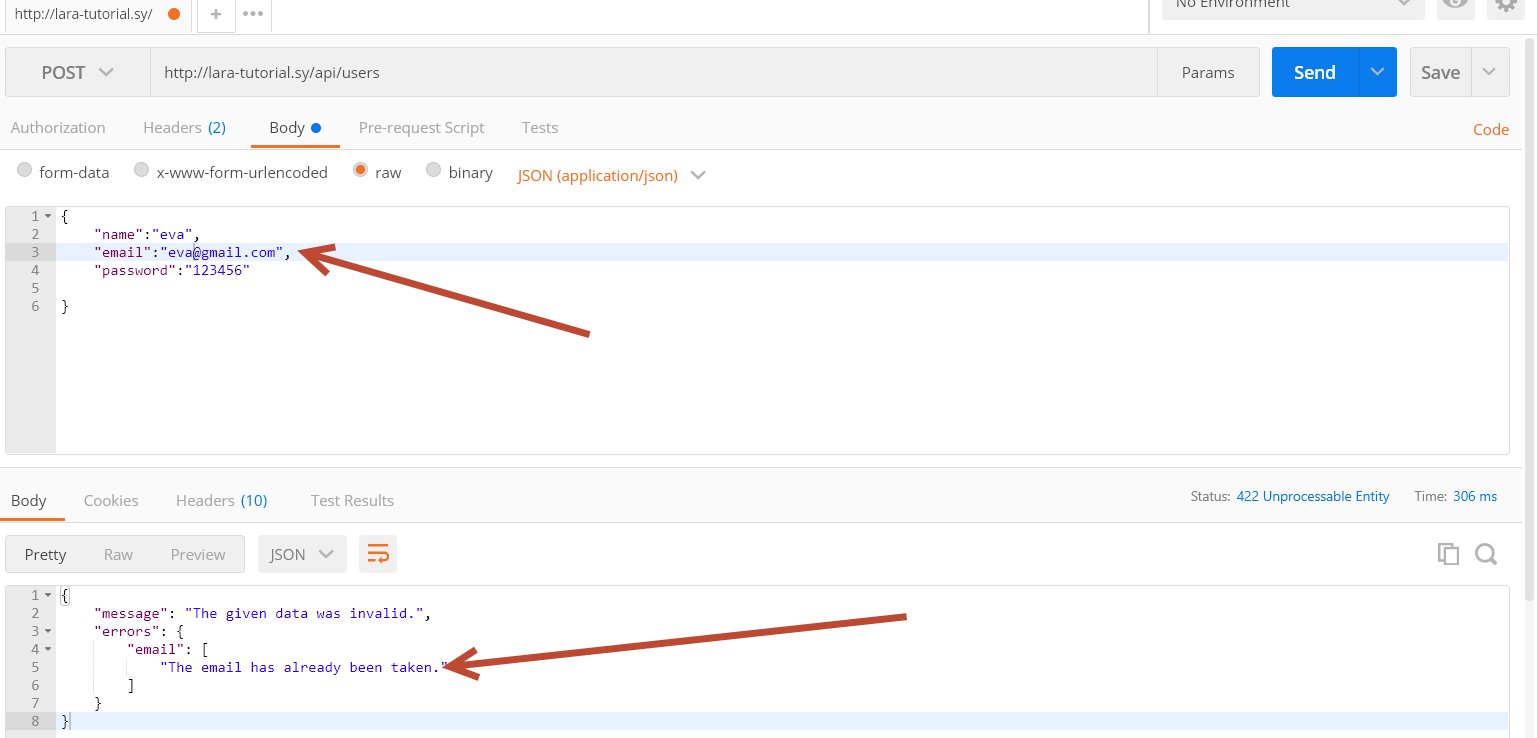 http://lara-tutorial.sy/
+
•••
No Environment
POST http://lara-tutorial.sy/api/users Params Send Save
Authorization Headers (2) Body Pre-request Script Tests Code
form-data x-www-form-urlencoded raw binary JSON (application/json)
1 {
2 "name":"eva",
3 "email":"eva@gmail.com",
4 "password":"123456"
5
6 }
Body Cookies Headers (10) Test Results Status: 422 Unprocessable Entity Time: 306 ms
Pretty Raw Preview JSON
1 {
2 "message": "The given data was invalid.",
3 "errors": {
4 "email": [
5 "The email has already been taken."
6 ]
7 }
8 }